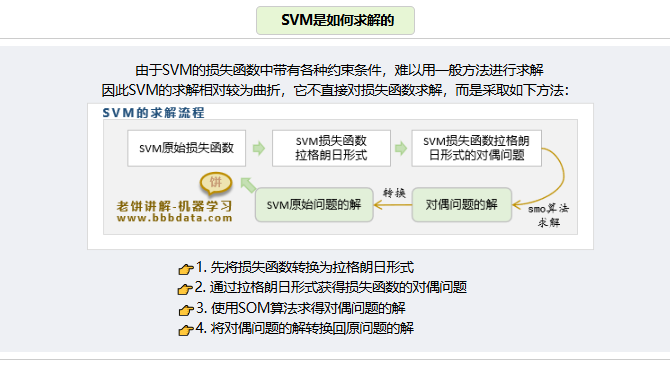 SVM是如何求解的
由于SVM的损失函数中带有各种约束条件，难以用一般方法进行求解
因此SVM的求解相对较为曲折，它不直接对损失函数求解，而是采取如下方法：
SVM的求解流程
SVM原始损失函数
SVM损失函数
拉格朗日形式
SVM损失函数拉格朗
日形式的对偶问题
饼
老饼讲解-机器学习
www.bbbdata.com
SVM原始问题的解
转换
对偶问题的解
smo算法
求解
1. 先将损失函数转换为拉格朗日形式
2. 通过拉格朗日形式获得损失函数的对偶问题
3. 使用SOM算法求得对偶问题的解
4. 将对偶问题的解转换回原问题的解